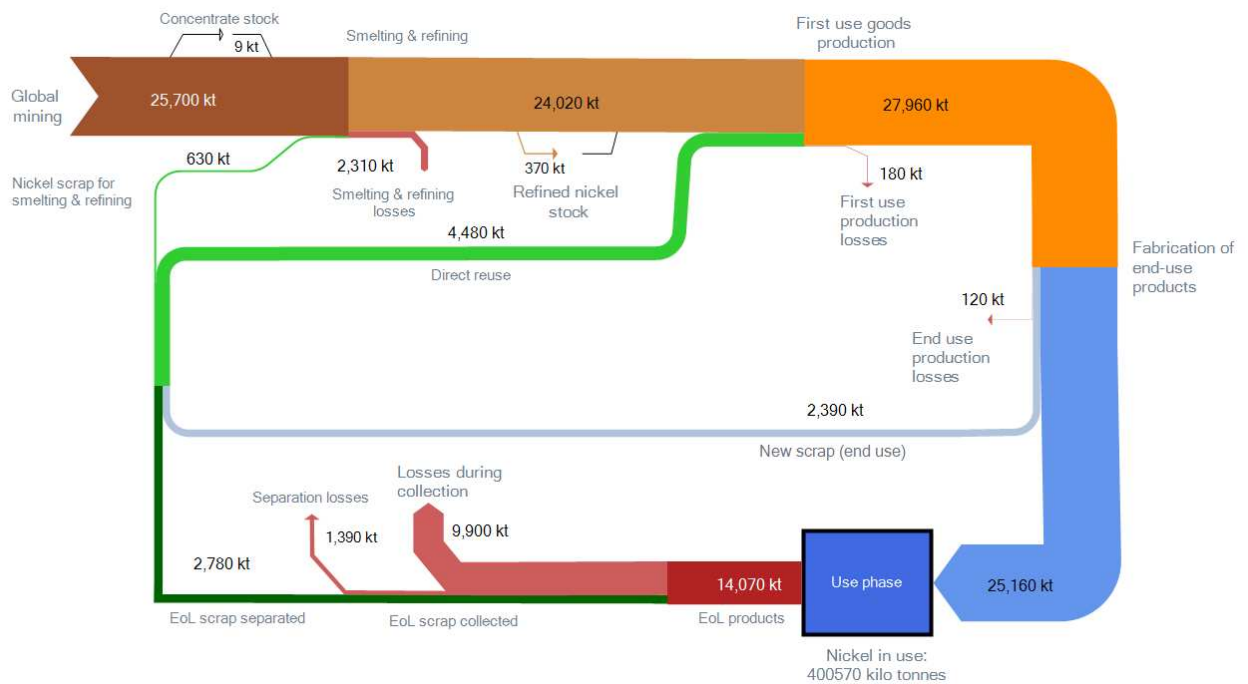 Concentrate stock
9 kt
Smelting & refining
First use goods
production
Global
mining
25,700 kt
24,020 kt
27,960 kt
630 kt
2,310 kt
370 kt
180 kt
Nickel scrap for
smelting & refining
Smelting & refining
losses
Refined nickel
stock
First use
production
losses
4,480 kt
Direct reuse
Fabrication of
end-use
products
120 kt
End use
production
losses
2,390 kt
New scrap (end use)
Losses during
collection
Separation losses
1,390 kt
9,900 kt
2,780 kt
14,070 kt
Use phase
25,160 kt
EoL scrap separated
EoL scrap collected
EoL products
Nickel in use:
400570 kilo tonnes